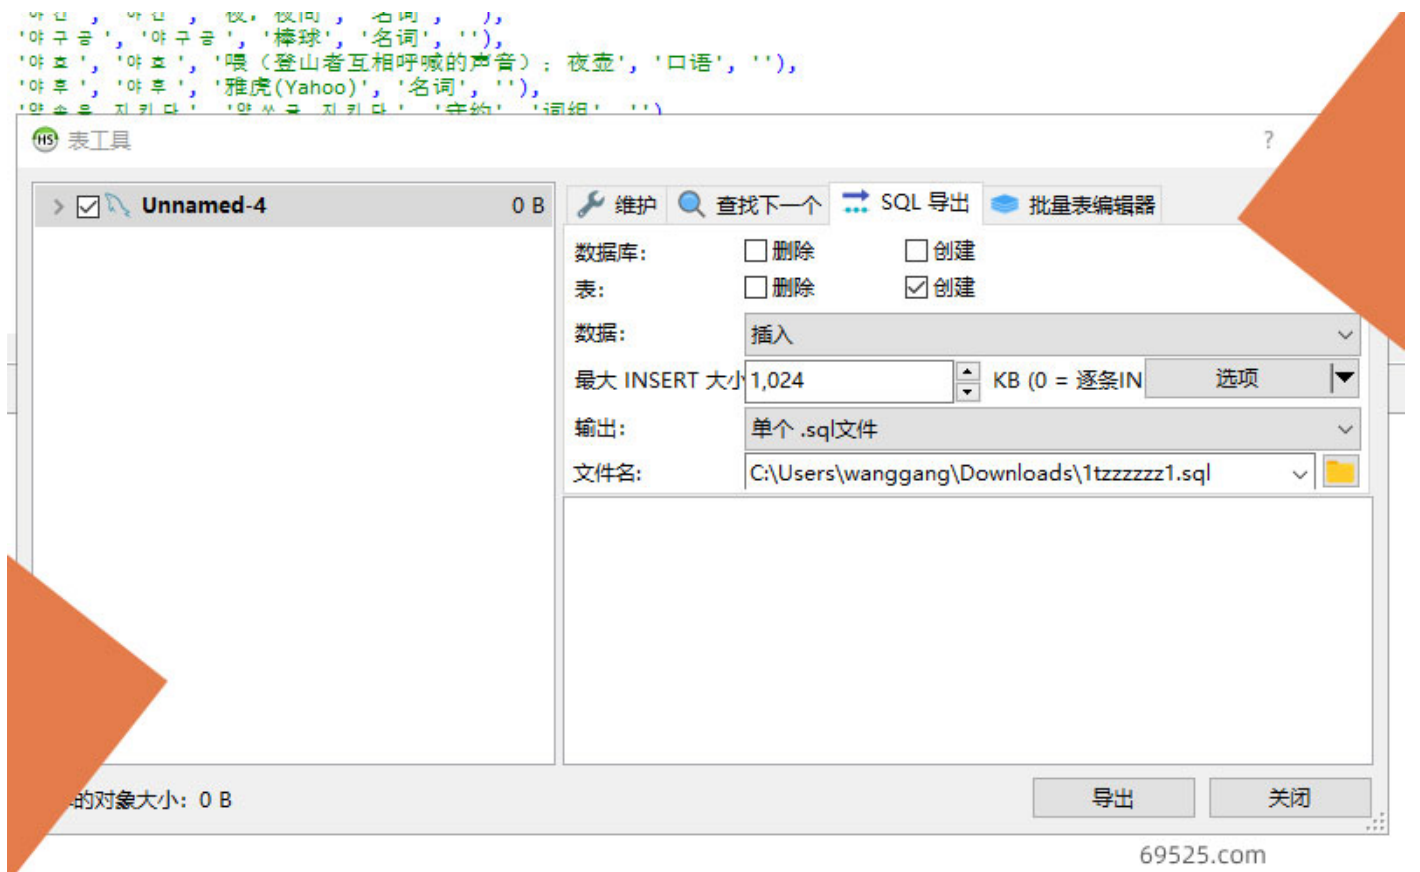 '야구공', '야구공', '棒球', '名词', ''),
'야호', '야호', '喂（登山者互相呼喊的声音）; 夜壶', '口语', ''),
'야후', '야후', '雅虎(Yahoo)', '名词', ''),
HS 表工具 ?
Unnamed-4 0 B
维护 查找下一个 SQL 导出 批量表编辑器
数据库: 删除 创建
表: 删除 创建
数据: 插入
最大 INSERT 大小 1,024 KB (0 = 逐条IN 选项
输出: 单个 .sql文件
文件名: C:\Users\wanggang\Downloads\1tzzzzzz1.sql
的对象大小: 0 B 导出 关闭
69525.com